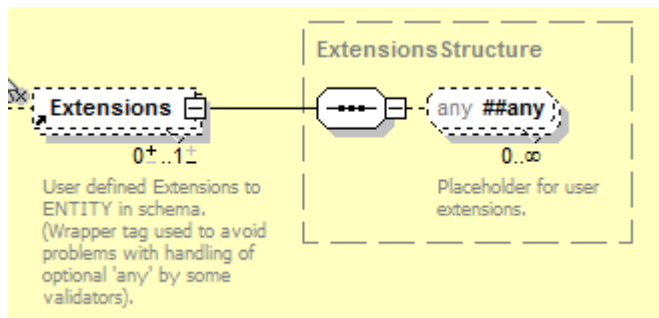 ExtensionsStructure
Extensions
any ##any
0±..1±
0..∞
User defined Extensions to
ENTITY in schema.
(Wrapper tag used to avoid
problems with handling of
optional 'any' by some
validators).
Placeholder for user
extensions.